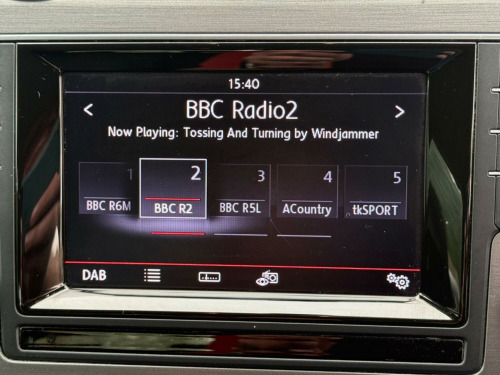 15:40
< BBC Radio2 >
Now Playing: Tossing And Turning by Windjammer
1 2 3 4 5
BBC R6M BBC R2 BBC R5L ACountry tkSPORT
DAB